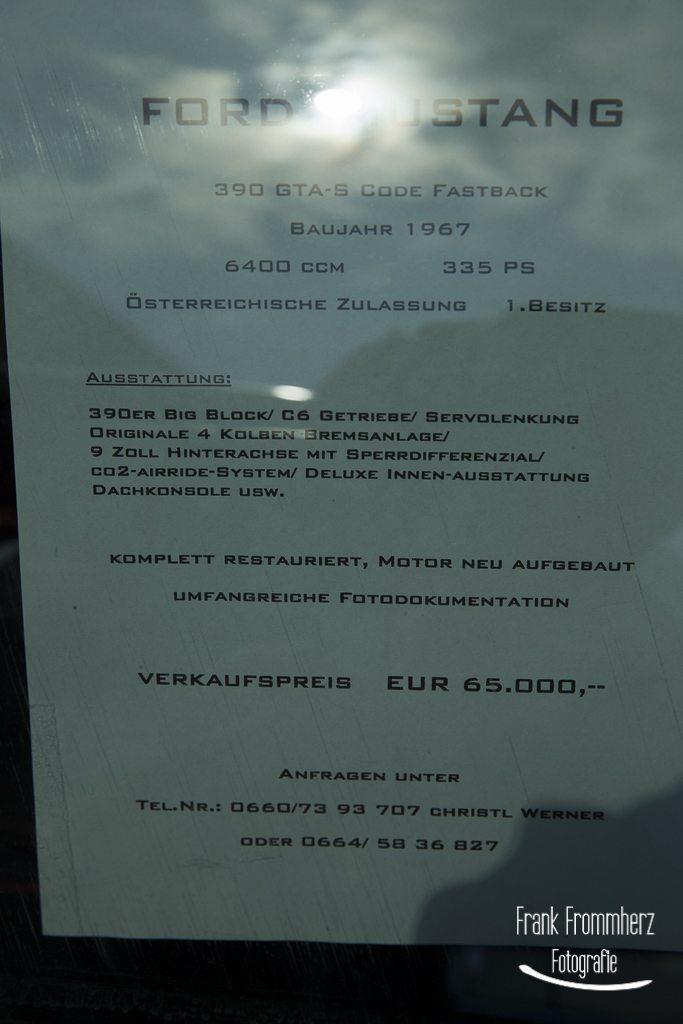 FORD MUSTANG
390 GTA-S Code Fastback
Baujahr 1967
6400 ccm 335 PS
Österreichische Zulassung 1.Besitz
Ausstattung:
390er Big Block/ C6 Getriebe/ Servolenkung
Originale 4 Kolben Bremsanlage/
9 Zoll Hinterachse mit Sperrdifferenzial/
co2-airride-System/ Deluxe Innen-ausstattung
Dachkonsole usw.
komplett restauriert, Motor neu aufgebaut
umfangreiche Fotodokumentation
verkaufspreis EUR 65.000,--
Anfragen unter
Tel.Nr.: 0660/73 93 707 christl Werner
oder 0664/ 58 36 827
Frank Frommherz
Fotografie